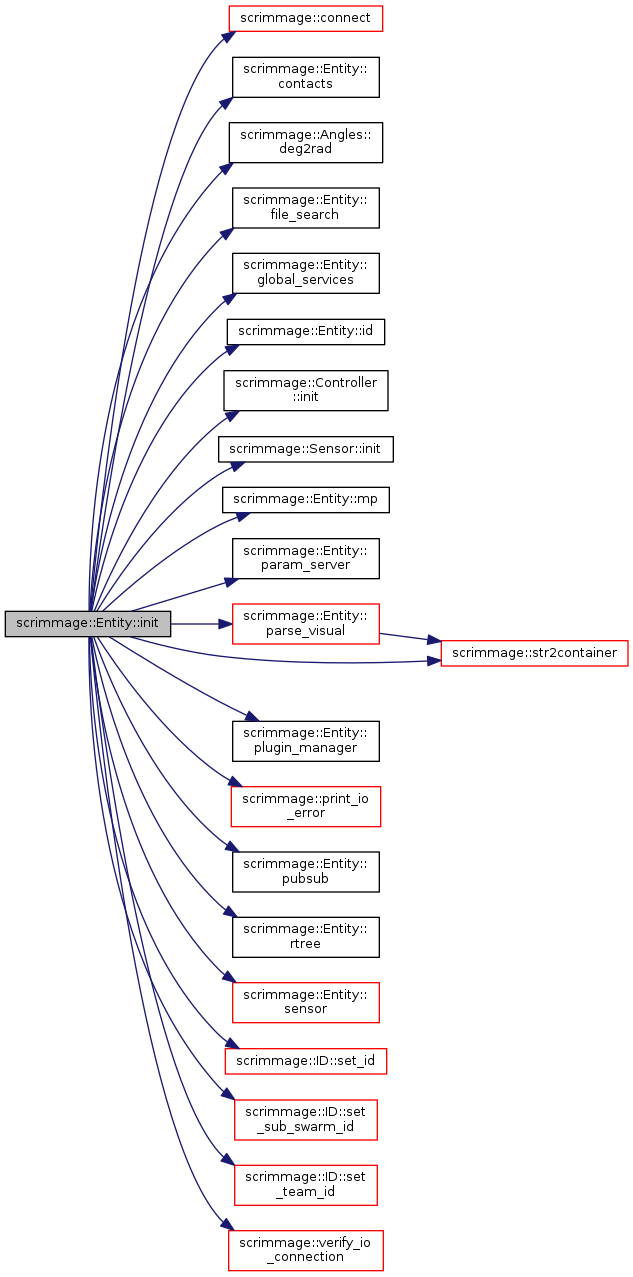 scrimmage::connect
scrimmage::Entity::
contacts
scrimmage::Angles::
deg2rad
scrimmage::Entity::
file_search
scrimmage::Entity::
global_services
scrimmage::Entity::id
scrimmage::Controller
::init
scrimmage::Sensor::init
scrimmage::Entity::mp
scrimmage::Entity::
param_server
scrimmage::Entity::init
scrimmage::Entity::
parse_visual
scrimmage::str2container
scrimmage::Entity::
plugin_manager
scrimmage::print_io
_error
scrimmage::Entity::
pubsub
scrimmage::Entity::
rtree
scrimmage::Entity::
sensor
scrimmage::ID::set_id
scrimmage::ID::set
_sub_swarm_id
scrimmage::ID::set
_team_id
scrimmage::verify_io
_connection